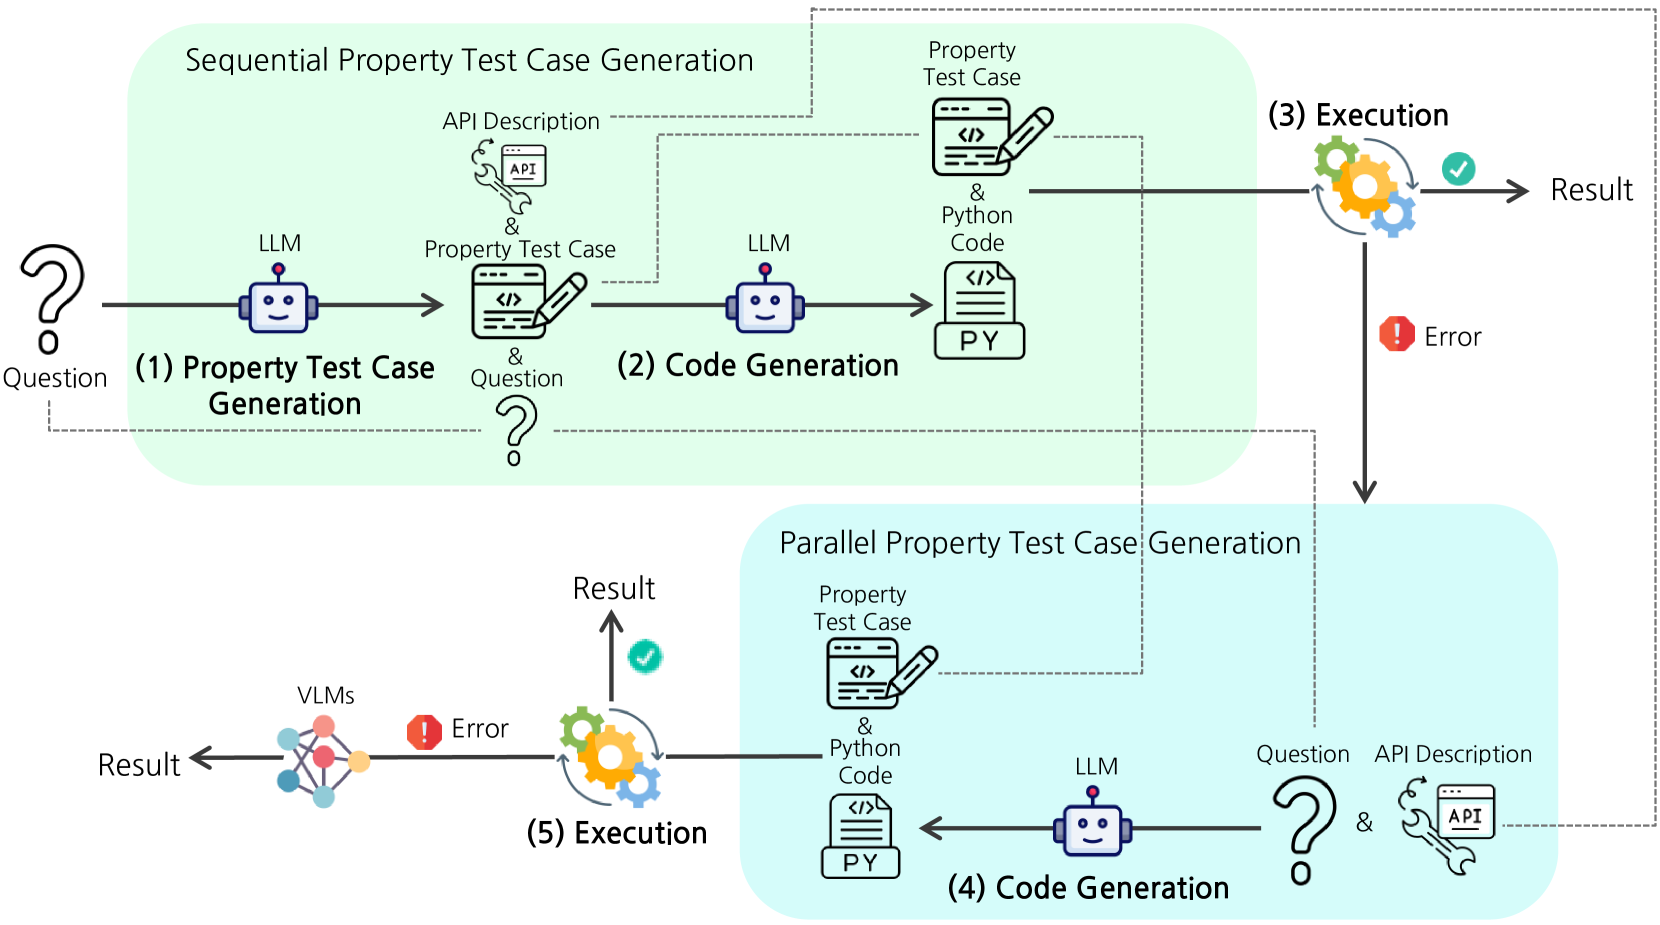 Sequential Property Test Case Generation
Property
Test Case
(3) Execution
API Description
API
&
Property Test Case
</>
&
Python
Code
Result
LLM
LLM
</>
</>
PY
Error
Question
(1) Property Test Case
Generation
&
Question
(2) Code Generation
Parallel Property Test Case Generation
Result
Property
Test Case
</>
VLMs
Error
&
Python
Code
Result
Question
API Description
LLM
</>
PY
&
API
(5) Execution
(4) Code Generation